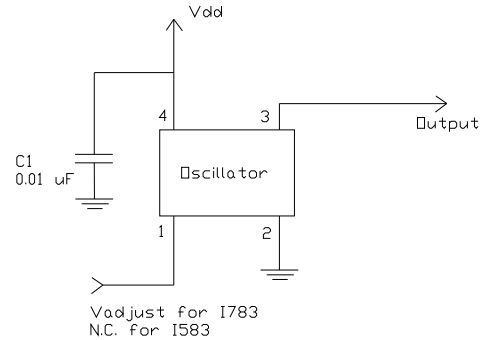 Vdd
4
3
Output
C1
0.01 uF
Oscillator
1
2
Vadjust for I783
N.C. for I583